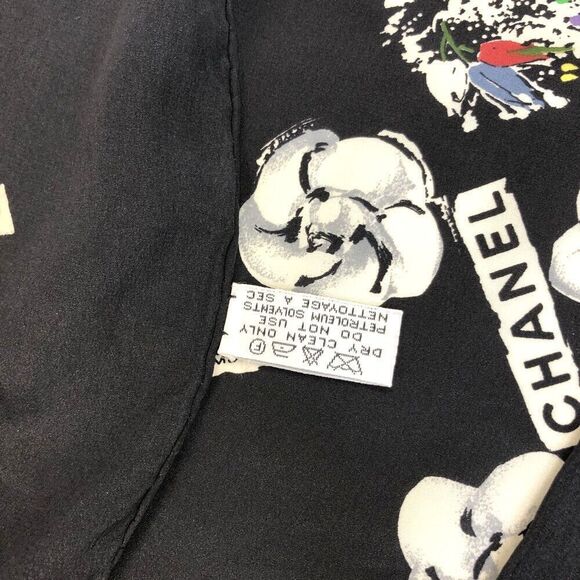 CHANEL
Ⓕ
DRY CLEAN ONLY
DO NOT USE
PETROLEUM SOLVENTS
NETTOYAGE A SEC